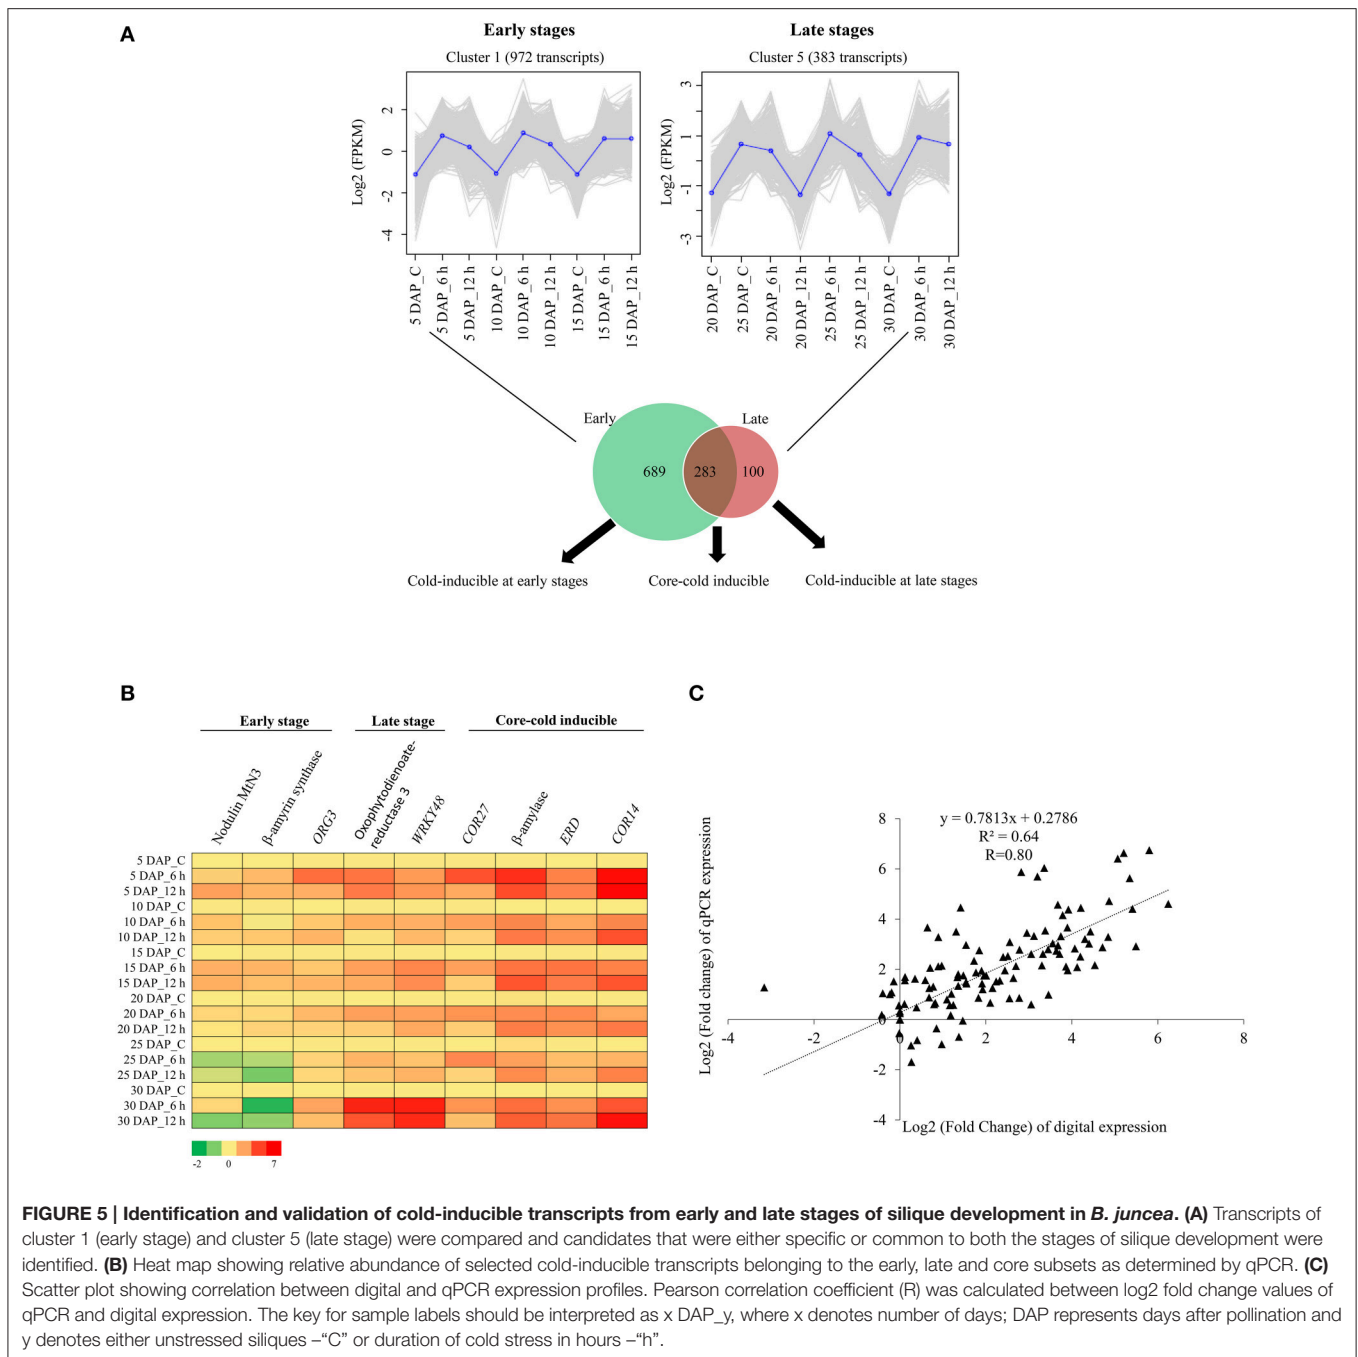 A
Early stages
Cluster 1 (972 transcripts)
Log2 (FPKM)
2
0
-2
-4
5 DAP_C
5 DAP_6 h
5 DAP_12 h
10 DAP_C
10 DAP_6 h
10 DAP_12 h
15 DAP_C
15 DAP_6 h
15 DAP_12 h
Late stages
Cluster 5 (383 transcripts)
Log2 (FPKM)
3
1
-1
-3
20 DAP_C
25 DAP_C
20 DAP_6 h
20 DAP_12 h
25 DAP_6 h
25 DAP_12 h
30 DAP_C
30 DAP_6 h
30 DAP_12 h
Early
Late
689
283
100
Cold-inducible at early stages
Core-cold inducible
Cold-inducible at late stages
B
Early stage
Late stage
Core-cold inducible
Nodulin MtN3
β-amyrin synthase
ORG3
Oxophytodienoate-
reductase 3
WRKY48
COR27
β-amylase
ERD
COR14
5 DAP_C
5 DAP_6 h
5 DAP_12 h
10 DAP_C
10 DAP_6 h
10 DAP_12 h
15 DAP_C
15 DAP_6 h
15 DAP_12 h
20 DAP_C
20 DAP_6 h
20 DAP_12 h
25 DAP_C
25 DAP_6 h
25 DAP_12 h
30 DAP_C
30 DAP_6 h
30 DAP_12 h
-2
0
7
C
Log2 (Fold change) of qPCR expression
y = 0.7813x + 0.2786
R² = 0.64
R=0.80
8
6
4
2
0
-2
-4
-4
-2
0
2
4
6
8
Log2 (Fold Change) of digital expression
FIGURE 5 | Identification and validation of cold-inducible transcripts from early and late stages of silique development in B. juncea. (A) Transcripts of
cluster 1 (early stage) and cluster 5 (late stage) were compared and candidates that were either specific or common to both the stages of silique development were
identified. (B) Heat map showing relative abundance of selected cold-inducible transcripts belonging to the early, late and core subsets as determined by qPCR. (C)
Scatter plot showing correlation between digital and qPCR expression profiles. Pearson correlation coefficient (R) was calculated between log2 fold change values of
qPCR and digital expression. The key for sample labels should be interpreted as x DAP_y, where x denotes number of days; DAP represents days after pollination and
y denotes either unstressed siliques –“C” or duration of cold stress in hours –“h”.